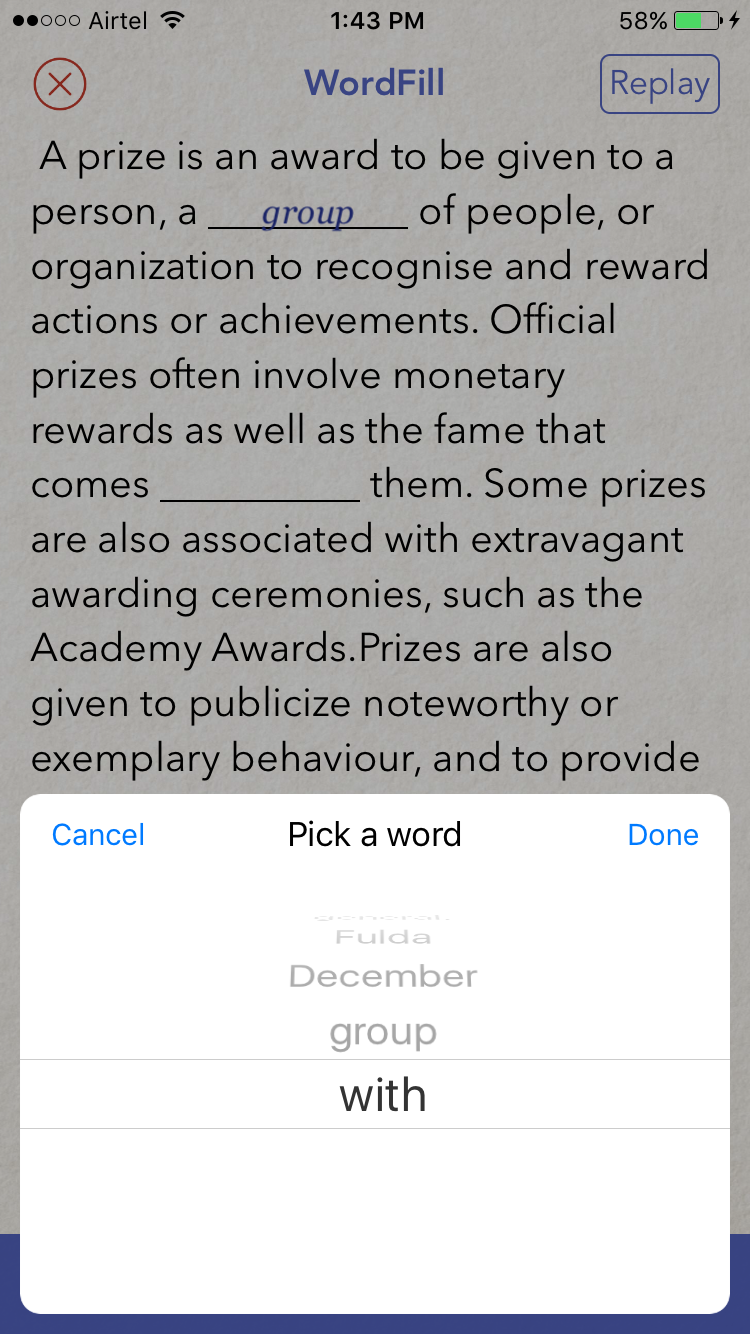 Airtel 1:43 PM 58%
WordFill Replay
A prize is an award to be given to a
person, a group of people, or
organization to recognise and reward
actions or achievements. Official
prizes often involve monetary
rewards as well as the fame that
comes __________ them. Some prizes
are also associated with extravagant
awarding ceremonies, such as the
Academy Awards.Prizes are also
given to publicize noteworthy or
exemplary behaviour, and to provide
Cancel Pick a word Done
general.
Fulda
December
group
with